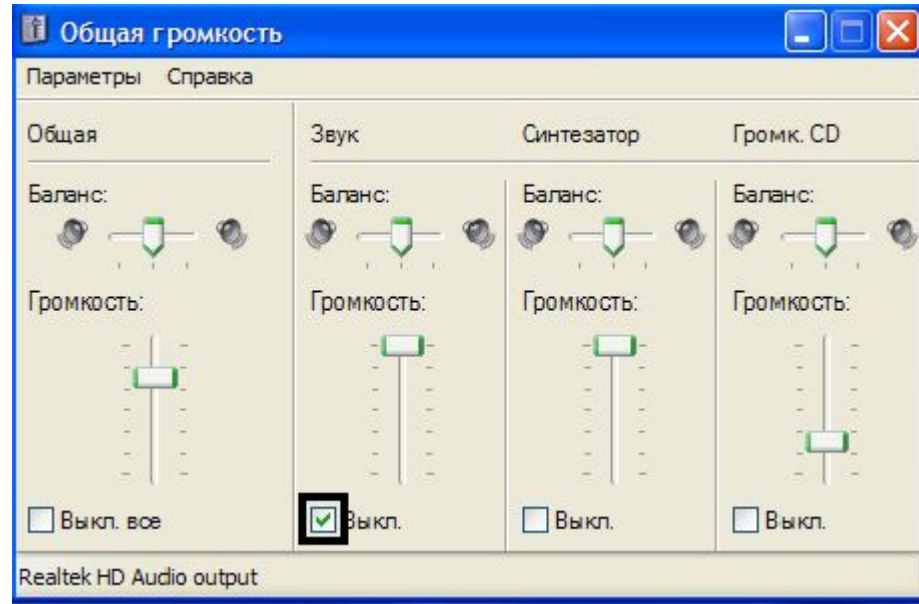 Общая громкость
Параметры Справка
Общая Звук Синтезатор Громк. CD
Баланс: Баланс: Баланс: Баланс:
Громкость: Громкость: Громкость: Громкость:
Выкл. все Выкл. Выкл. Выкл.
Realtek HD Audio output